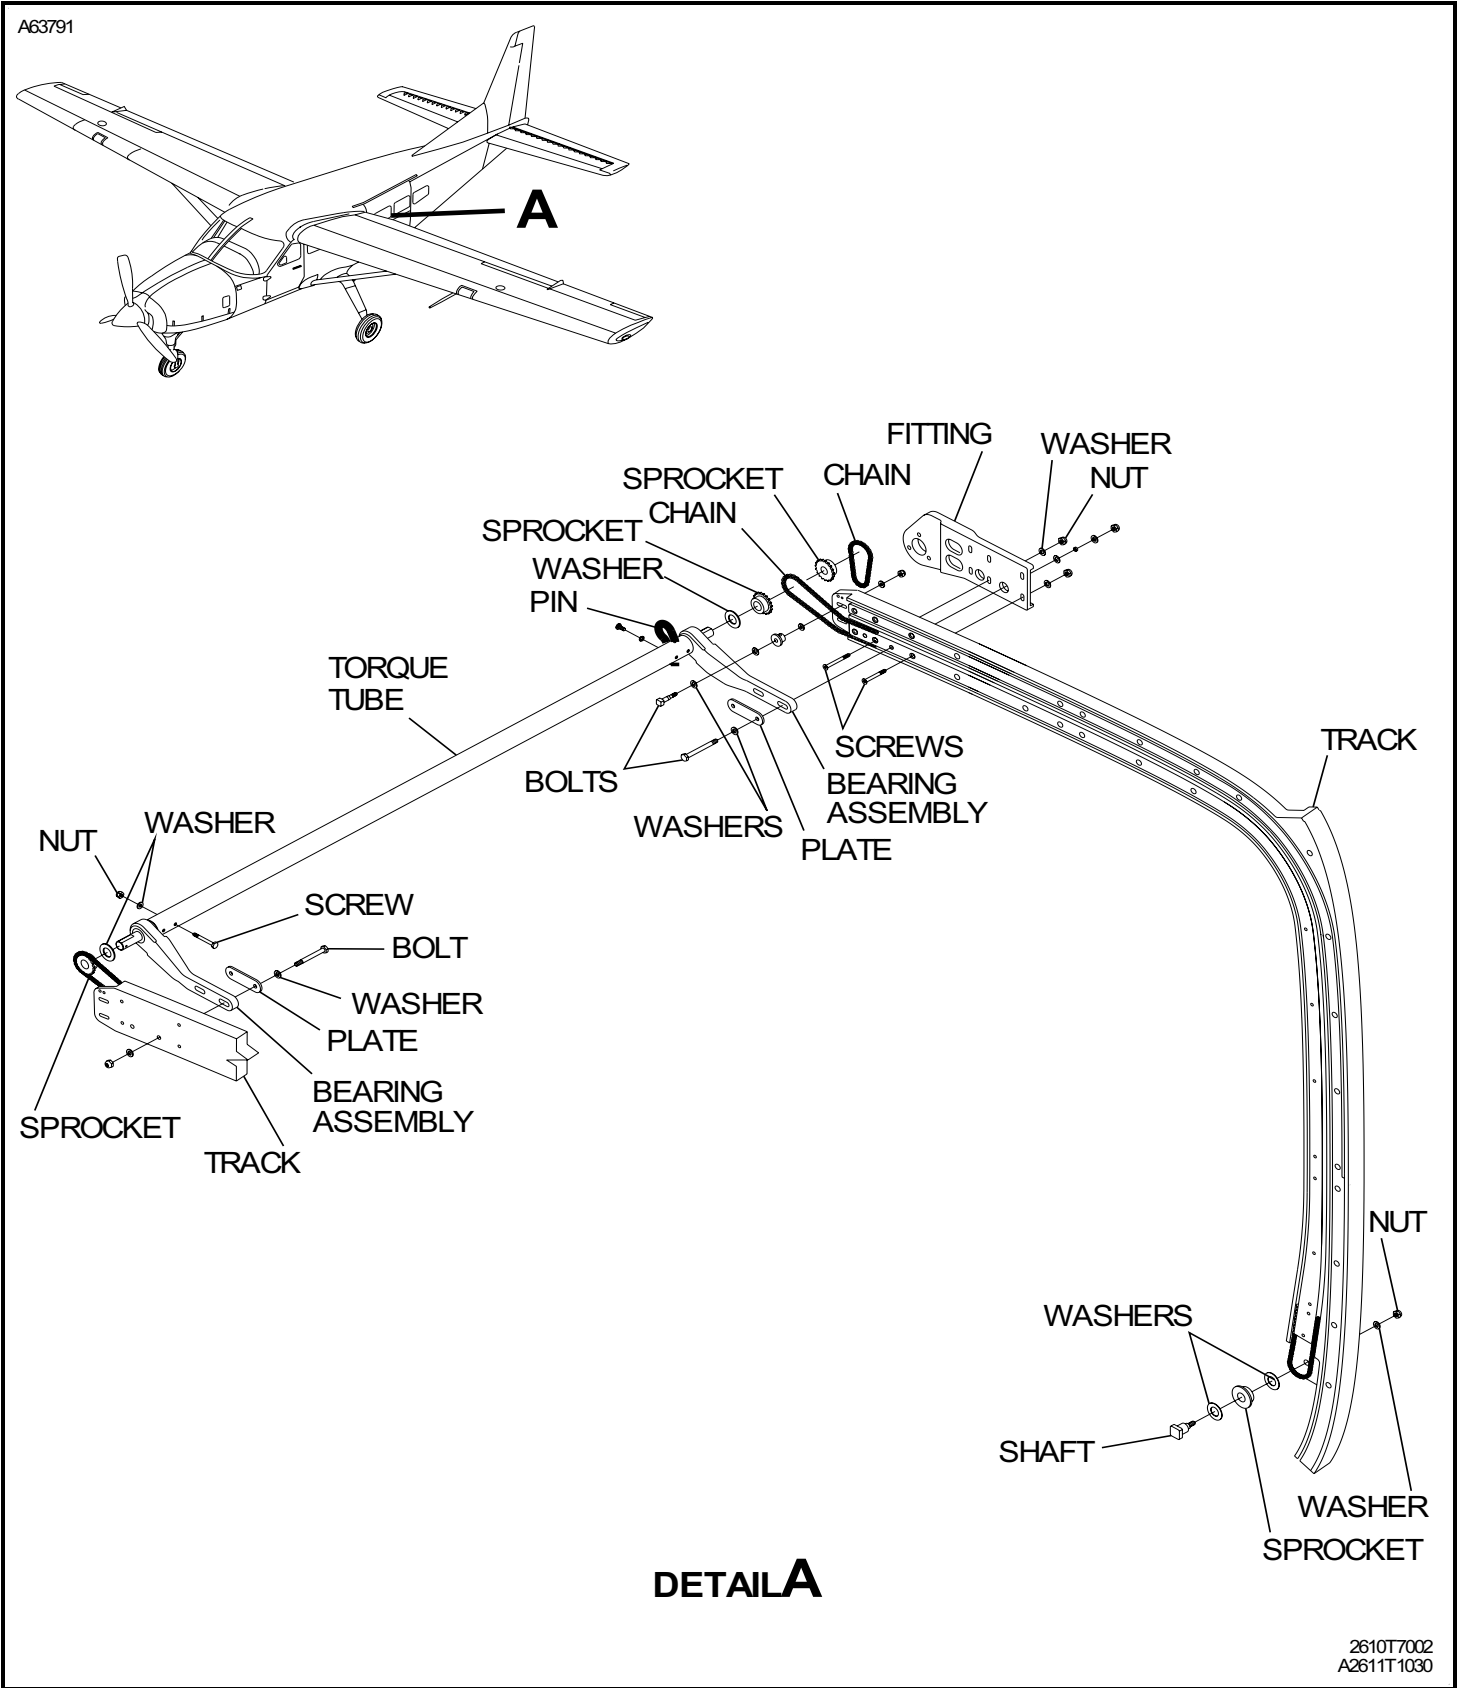 A63791
A
FITTING
WASHER
NUT
SPROCKET
CHAIN
CHAIN
SPROCKET
WASHER
PIN
TORQUE
TUBE
SCREWS
TRACK
BOLTS
BEARING
ASSEMBLY
WASHERS
PLATE
NUT
WASHER
SCREW
BOLT
WASHER
PLATE
BEARING
ASSEMBLY
SPROCKET
TRACK
NUT
WASHERS
SHAFT
WASHER
SPROCKET
DETAIL A
2610T7002
A2611T1030